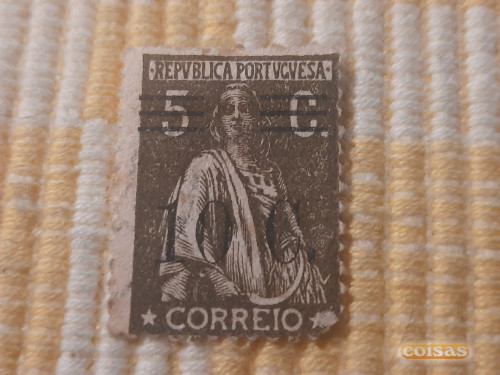 · REPVBLICA PORTVGVESA ·
5 C.
10 C.
★ CORREIO ★
coisas